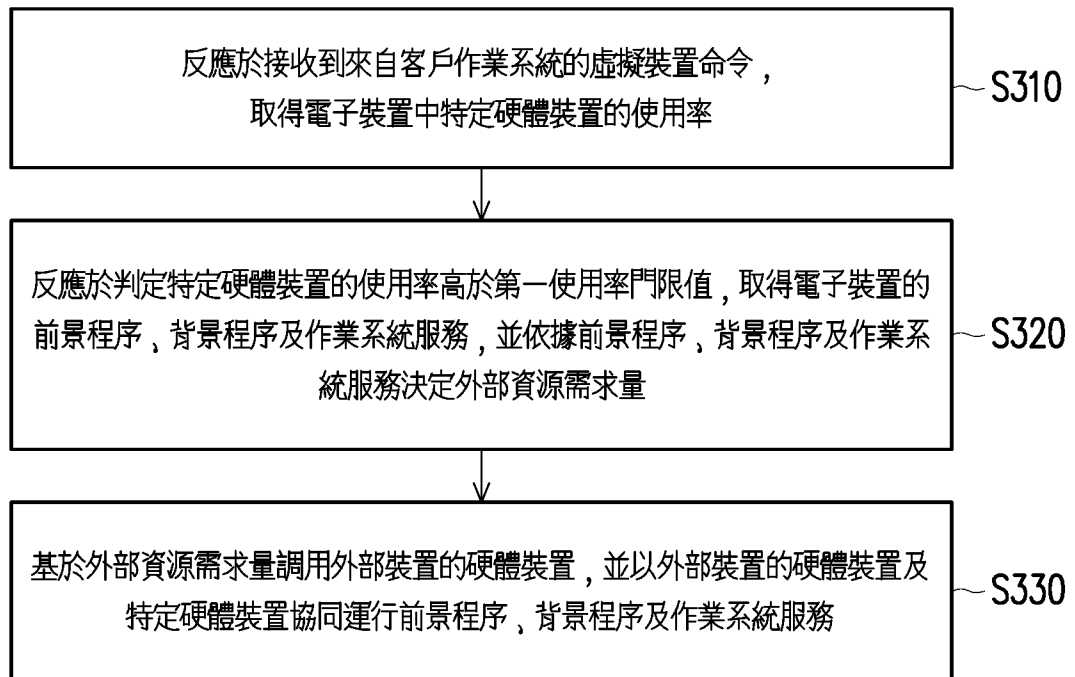 反應於接收到來自客戶作業系統的虛擬裝置命令，
取得電子裝置中特定硬體裝置的使用率
S310
反應於判定特定硬體裝置的使用率高於第一使用率門限值，取得電子裝置的
前景程序、背景程序及作業系統服務，並依據前景程序、背景程序及作業系
統服務決定外部資源需求量
S320
基於外部資源需求量調用外部裝置的硬體裝置，並以外部裝置的硬體裝置及
特定硬體裝置協同運行前景程序、背景程序及作業系統服務
S330